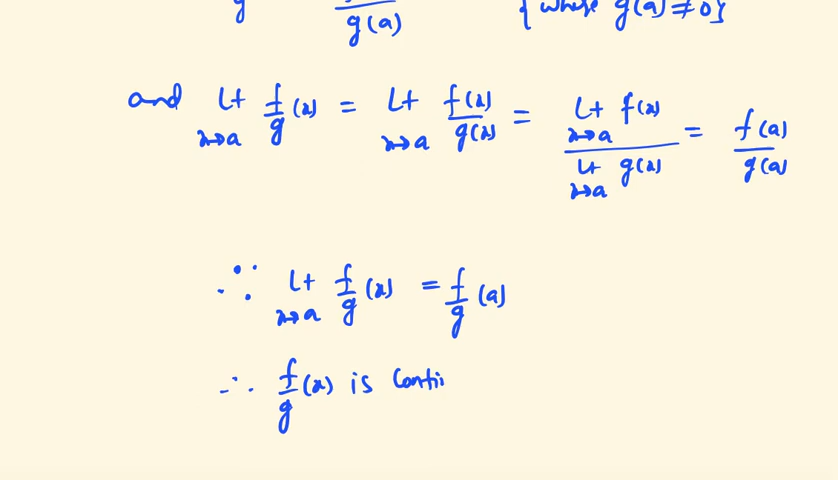 g g(a) { where g(a) ≠ 0}
and Lt x→a f/g (x) = Lt x→a f(x)/g(x) = Lt x→a f(x) / Lt x→a g(x) = f(a)/g(a)
∵ Lt x→a f/g (x) = f/g (a)
∴ f/g (x) is Conti